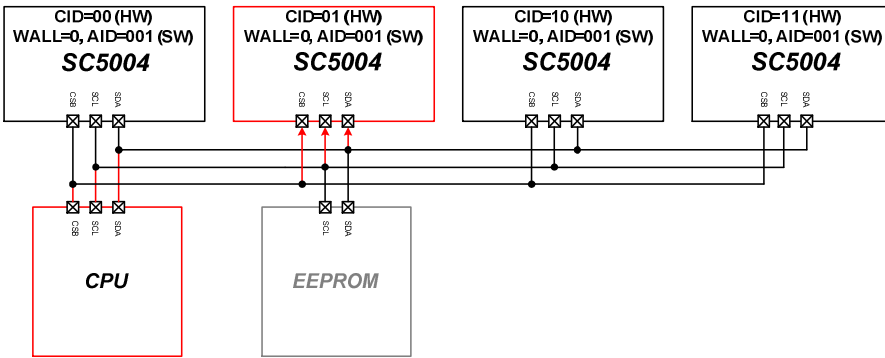 CID=00 (HW)
WALL=0, AID=001 (SW)
SC5004
CSB
SCL
SDA
CID=01 (HW)
WALL=0, AID=001 (SW)
SC5004
CSB
SCL
SDA
CID=10 (HW)
WALL=0, AID=001 (SW)
SC5004
CSB
SCL
SDA
CID=11 (HW)
WALL=0, AID=001 (SW)
SC5004
CSB
SCL
SDA
CSB
SCL
SDA
CPU
SCL
SDA
EEPROM